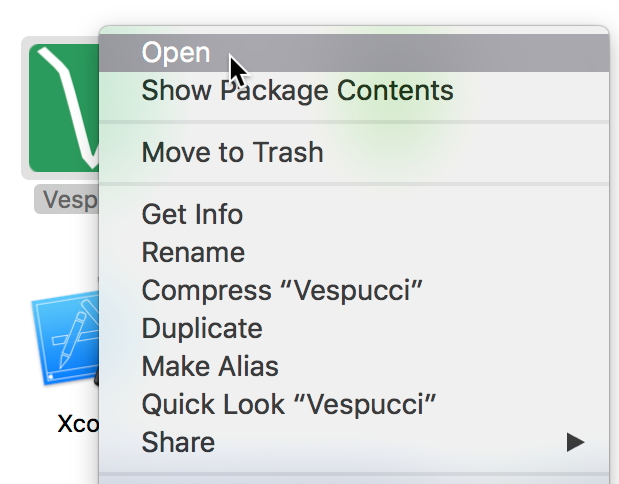 Open
Show Package Contents
Move to Trash
Vesp
Get Info
Rename
Compress “Vespucci”
Duplicate
Make Alias
Quick Look “Vespucci”
Xco
Share